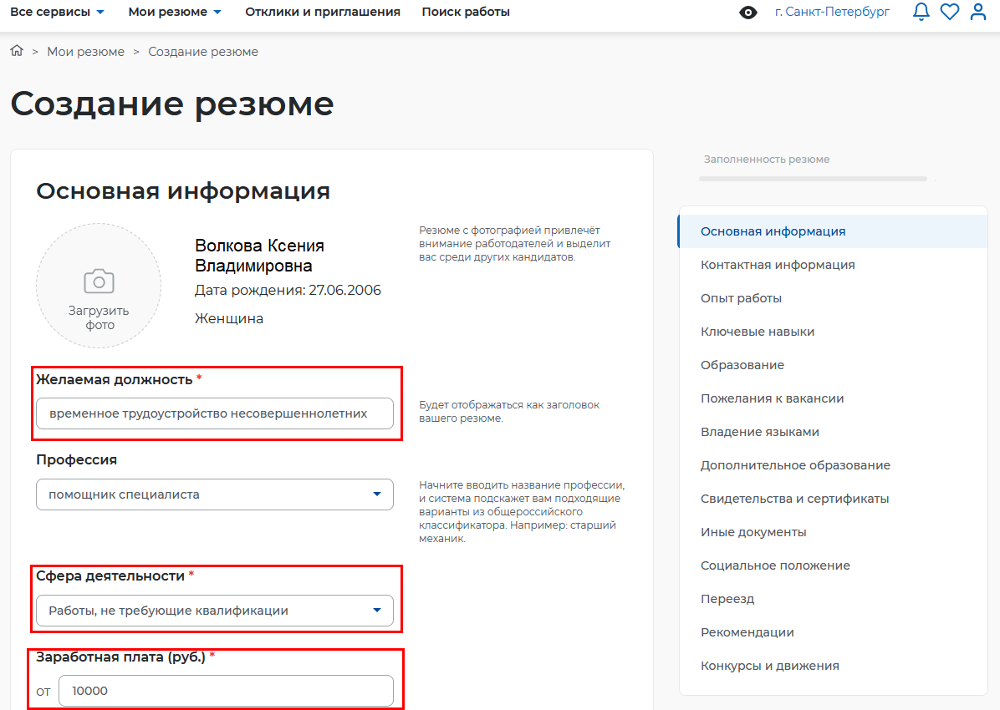 Все сервисы Мои резюме Отклики и приглашения Поиск работы г. Санкт-Петербург
> Мои резюме > Создание резюме
Создание резюме
Основная информация
Загрузить
фото
Волкова Ксения
Владимировна
Дата рождения: 27.06.2006
Женщина
Резюме с фотографией привлечёт
внимание работодателей и выделит
вас среди других кандидатов.
Желаемая должность *
временное трудоустройство несовершеннолетних
Будет отображаться как заголовок
вашего резюме.
Профессия
помощник специалиста
Начните вводить название профессии,
и система подскажет вам подходящие
варианты из общероссийского
классификатора. Например: старший
механик.
Сфера деятельности *
Работы, не требующие квалификации
Заработная плата (руб.) *
от 10000
Заполненность резюме
Основная информация
Контактная информация
Опыт работы
Ключевые навыки
Образование
Пожелания к вакансии
Владение языками
Дополнительное образование
Свидетельства и сертификаты
Иные документы
Социальное положение
Переезд
Рекомендации
Конкурсы и движения